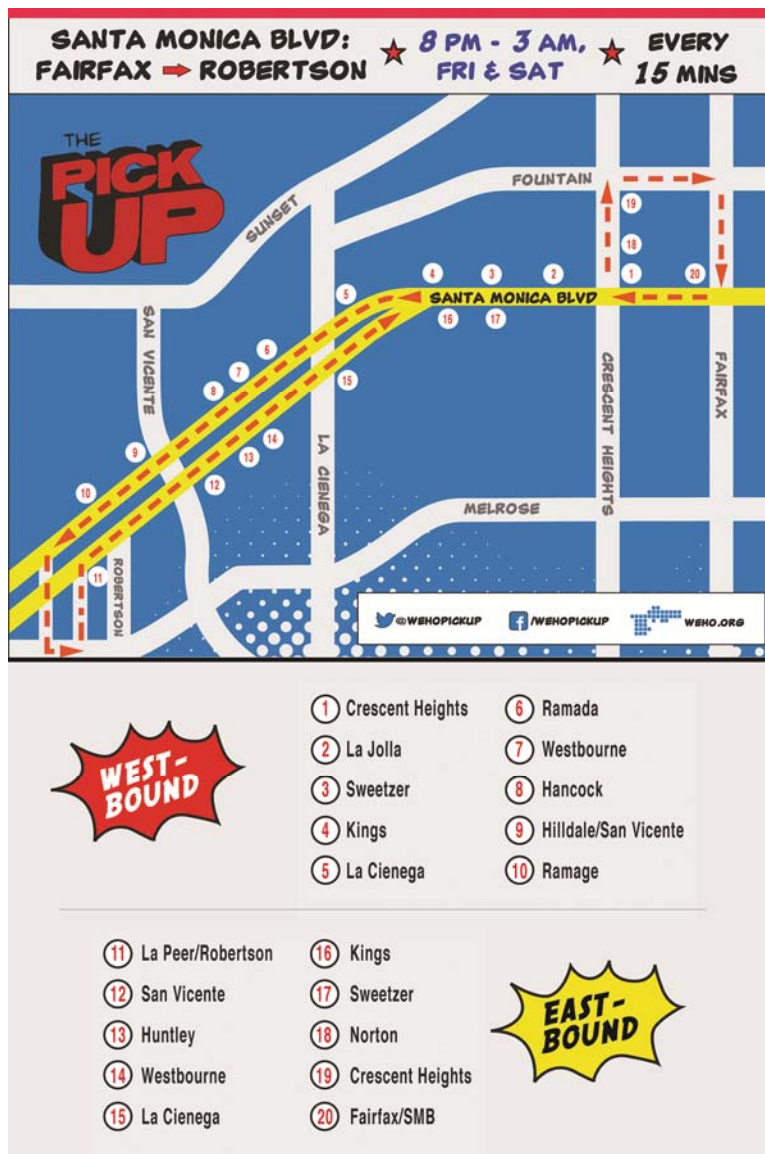 SANTA MONICA BLVD:
FAIRFAX ROBERTSON
8 PM - 3 AM,
FRI & SAT
EVERY
15 MINS
THE
PICK
UP
SUNSET
FOUNTAIN
19
18
4
3
2
1
20
5
SANTA MONICA BLVD
16
17
SAN VICENTE
6
7
8
15
CRESCENT HEIGHTS
FAIRFAX
LA CIENEGA
14
13
9
12
10
MELROSE
11
ROBERTSON
@WEHOPICKUP
/WEHOPICKUP
WEHO.ORG
WEST-
BOUND
1 Crescent Heights
2 La Jolla
3 Sweetzer
4 Kings
5 La Cienega
6 Ramada
7 Westbourne
8 Hancock
9 Hilldale/San Vicente
10 Ramage
11 La Peer/Robertson
12 San Vicente
13 Huntley
14 Westbourne
15 La Cienega
16 Kings
17 Sweetzer
18 Norton
19 Crescent Heights
20 Fairfax/SMB
EAST-
BOUND